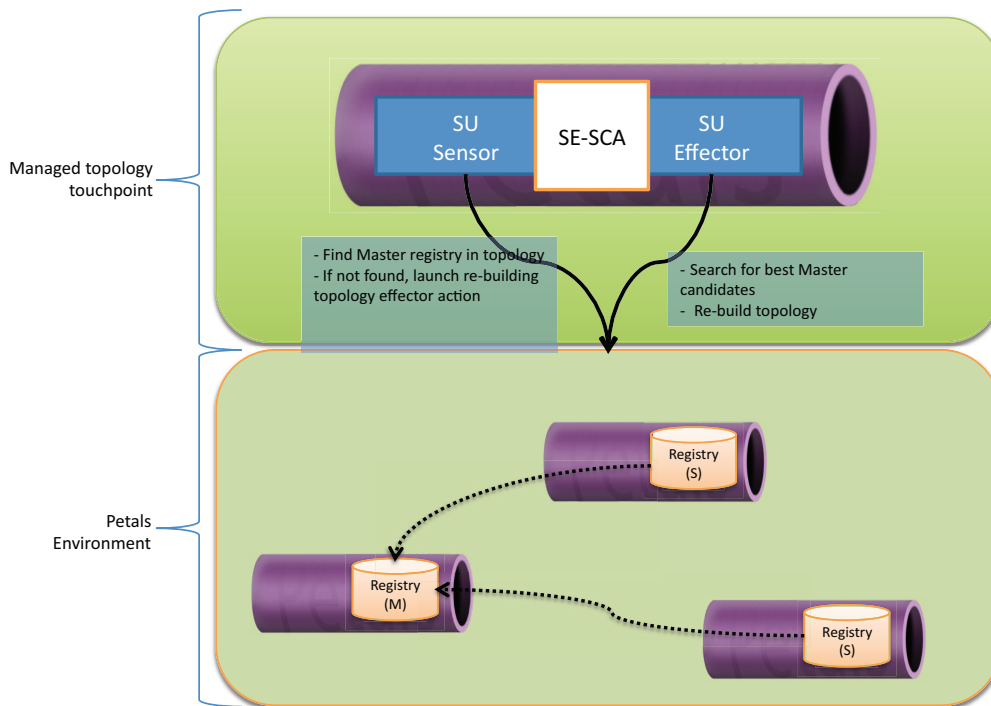 SU
Sensor
SE-SCA
SU
Effector
Managed topology
touchpoint
- Find Master registry in topology
- If not found, launch re-building
topology effector action
- Search for best Master
candidates
- Re-build topology
Registry
(S)
Petals
Environment
Registry
(M)
Registry
(S)